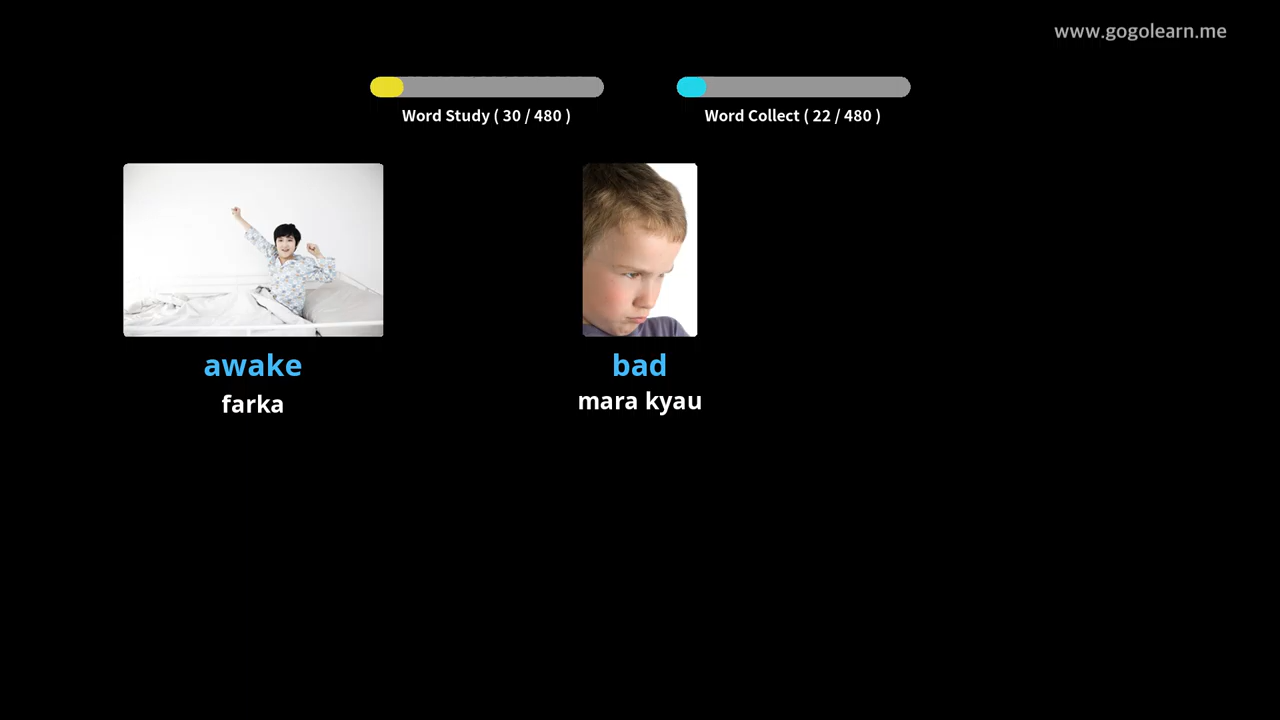 www.gogolearn.me
Word Study ( 30 / 480 )
Word Collect ( 22 / 480 )
awake
farka
bad
mara kyau